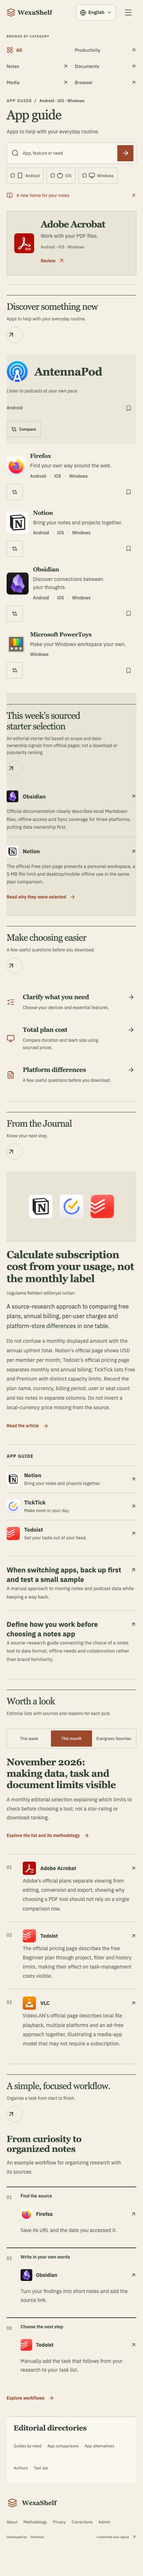 WexaShelf
English
BROWSE BY CATEGORY
All
Productivity
Notes
Documents
Media
Browser
APP GUIDE / Android · iOS · Windows
App guide
Apps to help with your everyday routine.
App, feature or need
Android
iOS
Windows
A new home for your notes
Adobe Acrobat
Work with your PDF files.
Android · iOS · Windows
Review
Discover something new
Apps to help with your everyday routine.
AntennaPod
Listen to podcasts at your own pace.
Android
Compare
Firefox
Find your own way around the web.
Android · iOS · Windows
Notion
Bring your notes and projects together.
Android · iOS · Windows
Obsidian
Discover connections between
your thoughts.
Android · iOS · Windows
Microsoft PowerToys
Make your Windows workspace your own.
Windows
This week's sourced
starter selection
An editorial starter list based on scope and data-
ownership signals from official pages; not a download or
popularity ranking.
Obsidian
Official documentation clearly describes local Markdown
files, offline access and Sync coverage for three platforms,
putting data ownership first.
Notion
The official Free plan page presents a personal workspace, a
5 MB file limit and desktop/mobile offline use in the same
plan comparison.
Read why they were selected
Make choosing easier
A few useful questions before you download.
Clarify what you need
Choose your devices and essential features.
Total plan cost
Compare duration and team size using
sourced prices.
Platform differences
A few useful questions before you download.
From the Journal
Know your next step.
Calculate subscription
cost from your usage, not
the monthly label
Uygulama Rehberi editoryal notları
A source-research approach to comparing free
plans, annual billing, per-user charges and
platform-store differences in one table.
Do not confuse a monthly displayed amount with the
annual payment total. Notion's official page shows USD
per member per month; Todoist's official pricing page
separates monthly and annual billing; TickTick lists Free
and Premium with distinct capacity limits. Record the
plan name, currency, billing period, user or seat count
and tax notes in separate columns. Do not invent a
local-currency price missing from the source.
Read the article
APP GUIDE
Notion
Bring your notes and projects together.
TickTick
Make room in your day.
Todoist
Get your tasks out of your head.
When switching apps, back up first
and test a small sample
A manual approach to moving notes and podcast data while
keeping a way back.
Define how you work before
choosing a notes app
A source-research guide connecting the choice of a notes
tool to data format, offline needs and collaboration rather
than brand familiarity.
Worth a look
Editorial lists with sources and reasons for each pick.
This week
This month
Evergreen favorites
November 2026:
making data, task and
document limits visible
A monthly editorial selection explaining which limits to
check before choosing a tool; not a star-rating or
download ranking.
Explore the list and its methodology
01
Adobe Acrobat
Adobe's official plans separate viewing from
editing, conversion and export, showing why
choosing a PDF tool should not rely on a single
comparison row.
02
Todoist
The official pricing page describes the free
Beginner plan through project, filter and history
limits, making their effect on task-management
costs visible.
03
VLC
VideoLAN's official page describes local file
playback, multiple platforms and an ad-free
approach together, illustrating a media-app
model that may not require a subscription.
A simple, focused workflow.
Organise a task from start to finish.
From curiosity to
organized notes
An example workflow for organizing research with
its sources.
01
Find the source
Firefox
Save its URL and the date you accessed it.
02
Write in your own words
Obsidian
Turn your findings into short notes and add the
source link.
03
Choose the next step
Todoist
Manually add the task that follows from your
research to your task list.
Explore workflows
Editorial directories
Guides by need
App comparisons
App alternatives
Authors
Test lab
WexaShelf
About
Methodology
Privacy
Corrections
Admin
Developed by: Softwexa
Customise your space